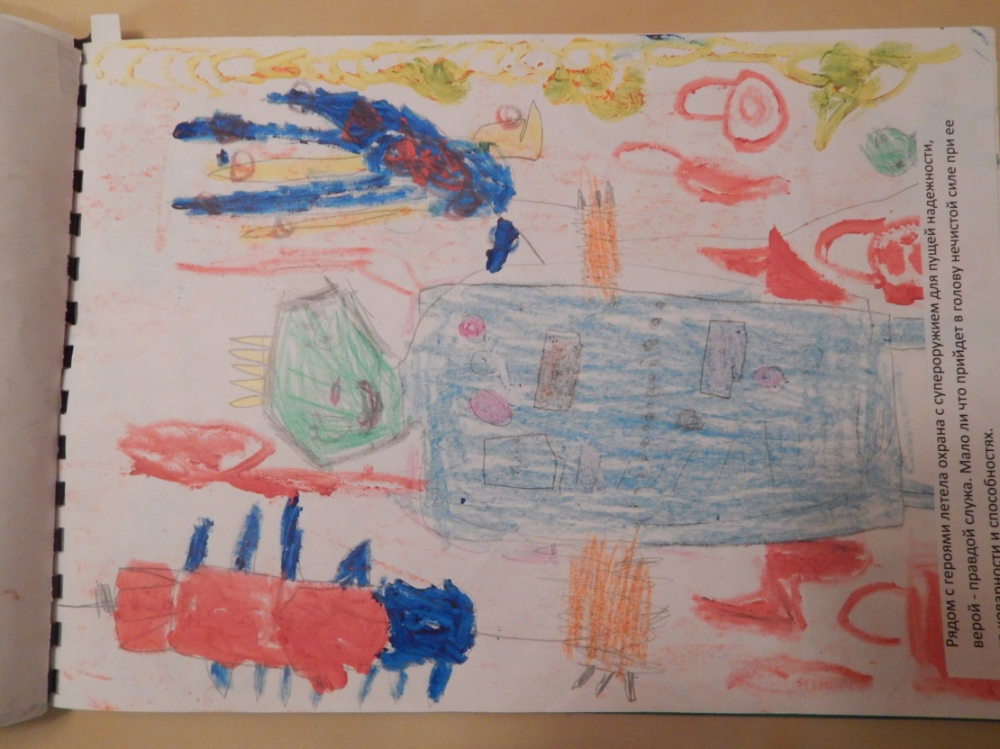 Рядом с героями летела охрана с супероружием для пущей надежности,
верой - правдой служа. Мало ли что прийдет в голову нечистой силе при ее
и способностях.